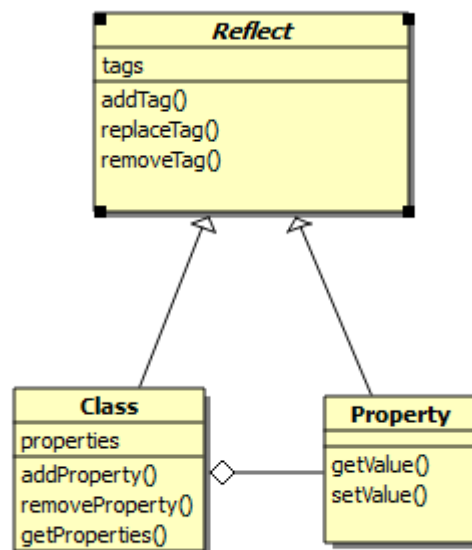 Reflect
tags
addTag()
replaceTag()
removeTag()
Class
properties
addProperty()
removeProperty()
getProperties()
Property
getValue()
setValue()